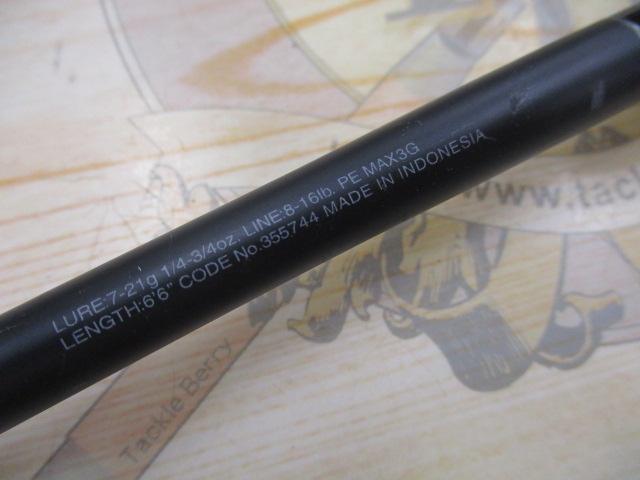 LURE:7-21g 1/4-3/4oz. LINE:8-16lb. PE MAX3G
LENGTH:6'6" CODE No.355744 MADE IN INDONESIA
www.tack
Tackle Berry